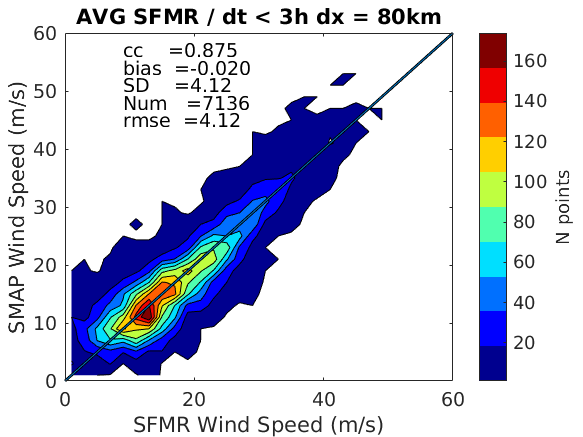 AVG SFMR / dt < 3h dx = 80km
cc =0.875
bias =-0.020
SD =4.12
Num =7136
rmse =4.12
SMAP Wind Speed (m/s)
60
50
40
30
20
10
0
0 20 40 60
SFMR Wind Speed (m/s)
160
140
120
100
80
60
40
20
N points